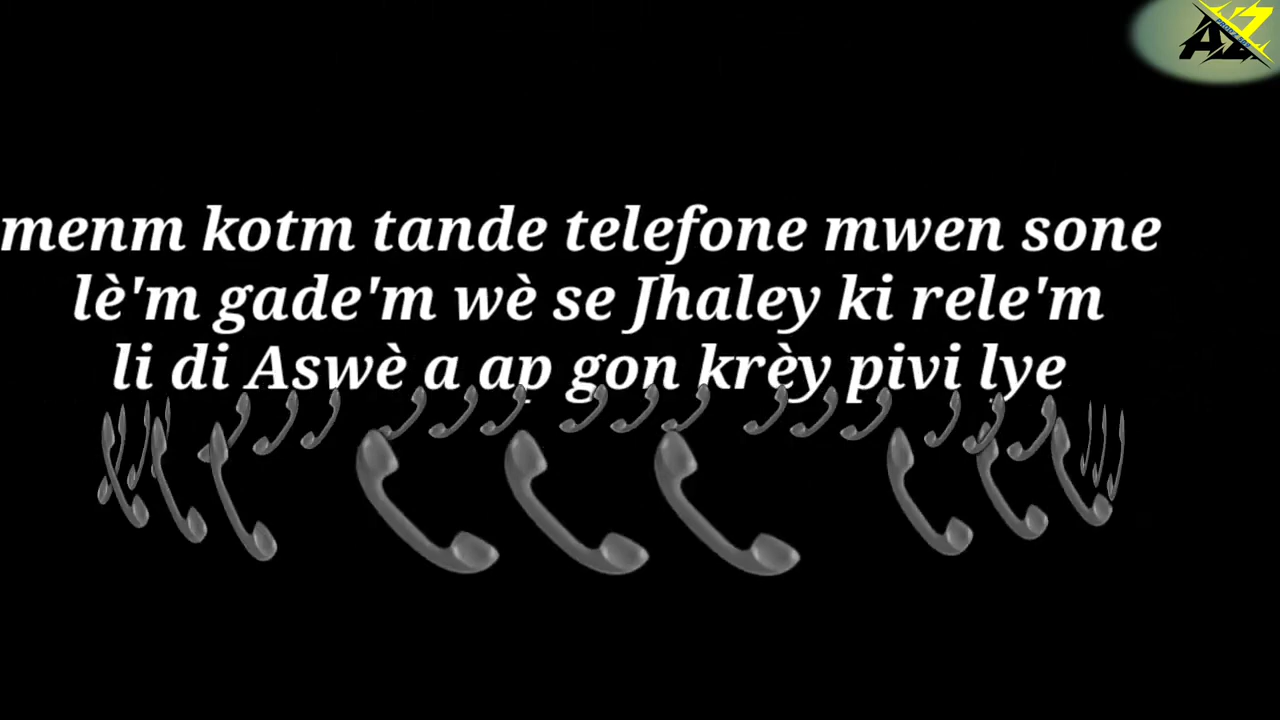 AZ
menm kotm tande telefone mwen sone
lè'm gade'm wè se Jhaley ki rele'm
li di Aswè a ap gon krèy pivi lye